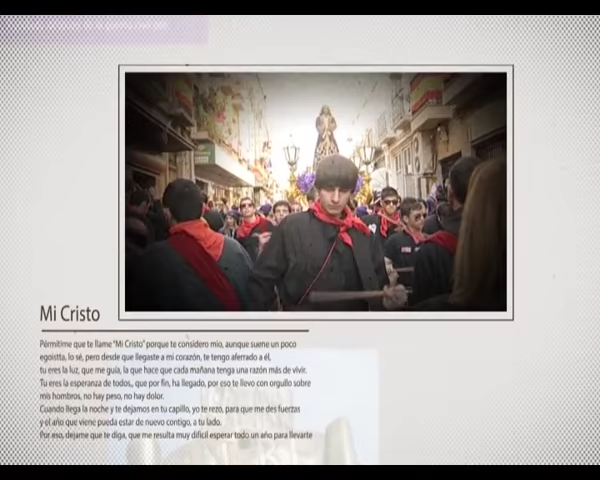 Mi Cristo
Pérmitime que te llame "Mi Cristo" porque te considero mio, aunque suene un poco
egoistta, lo sé, pero desde que llegaste a mi corazón, te tengo aferrado a él,
tu eres la luz, que me guía, la que hace que cada mañana tenga una razón más de vivir.
Tu eres la esperanza de todos,, que por fin, ha llegado, por eso te llevo con orgullo sobre
mis hombros, no hay peso, no hay dolor.
Cuando llega la noche y te dejamos en tu capillo, yo te rezo, para que me des fuerzas
y el año que viene pueda estar de nuevo contigo, a tu lado.
Por eso, dejame que te diga, que me resulta muy dificil esperar todo un año para llevarte